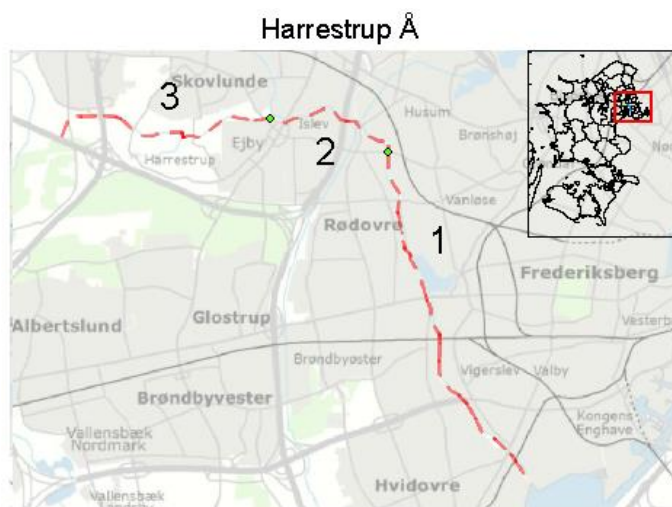 Harrestrup Å
3
Skovlunde
Husum
Islev
Ejby
Brønshøj
2
Harrestrup
Vanløse
Rødovre
1
Frederiksberg
Albertslund
Glostrup
Brøndbyøster
Vigerslev
Valby
Brøndbyvester
Kongens
Enghave
Vallensbæk
Nordmark
Hvidovre
Vallensbæk